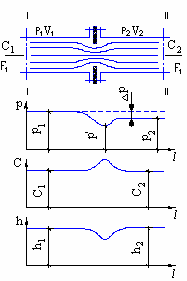 I II
p₁V₁ p₂V₂
C₁ C₂
F₁ F₁
p Δp
p₁ p' p₂
l
C
C₁ C₂
l
h
h₁ h₂
l